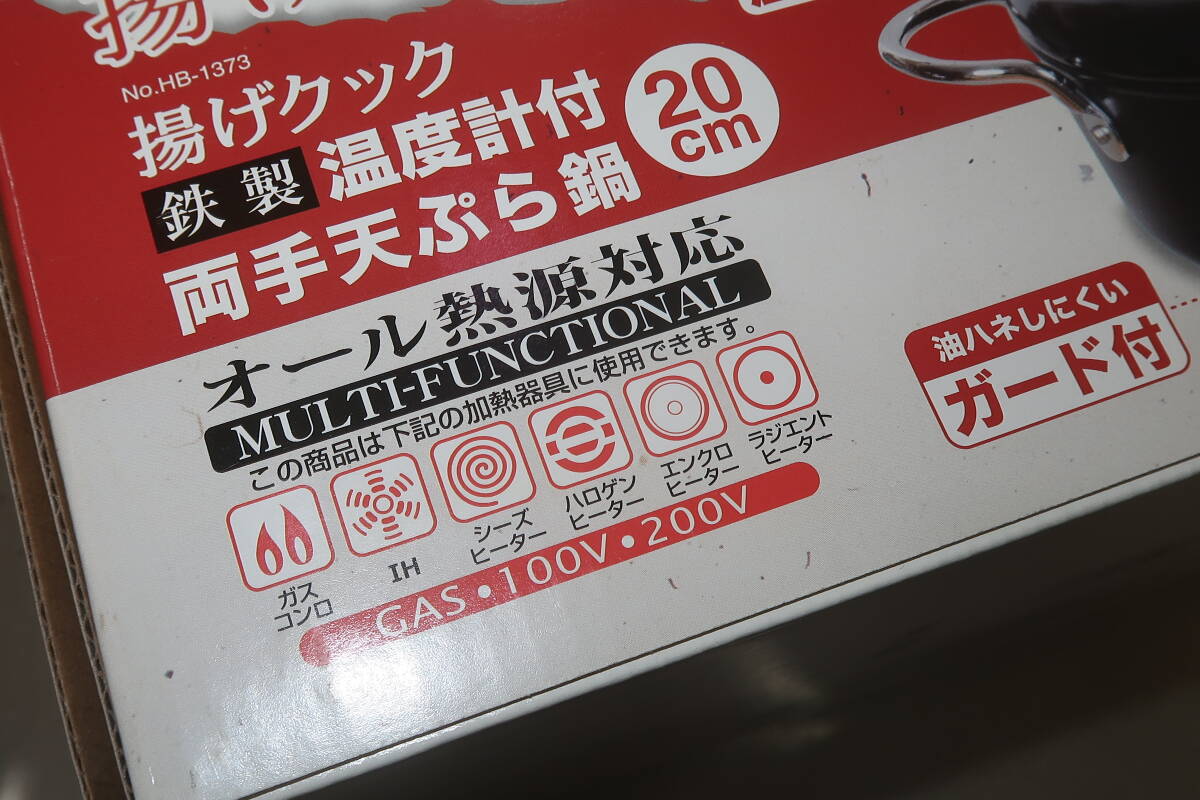 揚げ
No.HB-1373
揚げクック
鉄製 温度計付
両手天ぷら鍋
20
cm
オール熱源対応
MULTI-FUNCTIONAL
この商品は下記の加熱器具に使用できます。
ガス
コンロ
IH
シーズ
ヒーター
ハロゲン
ヒーター
エンクロ
ヒーター
ラジエント
ヒーター
GAS・100V・200V
油ハネしにくい
ガード付